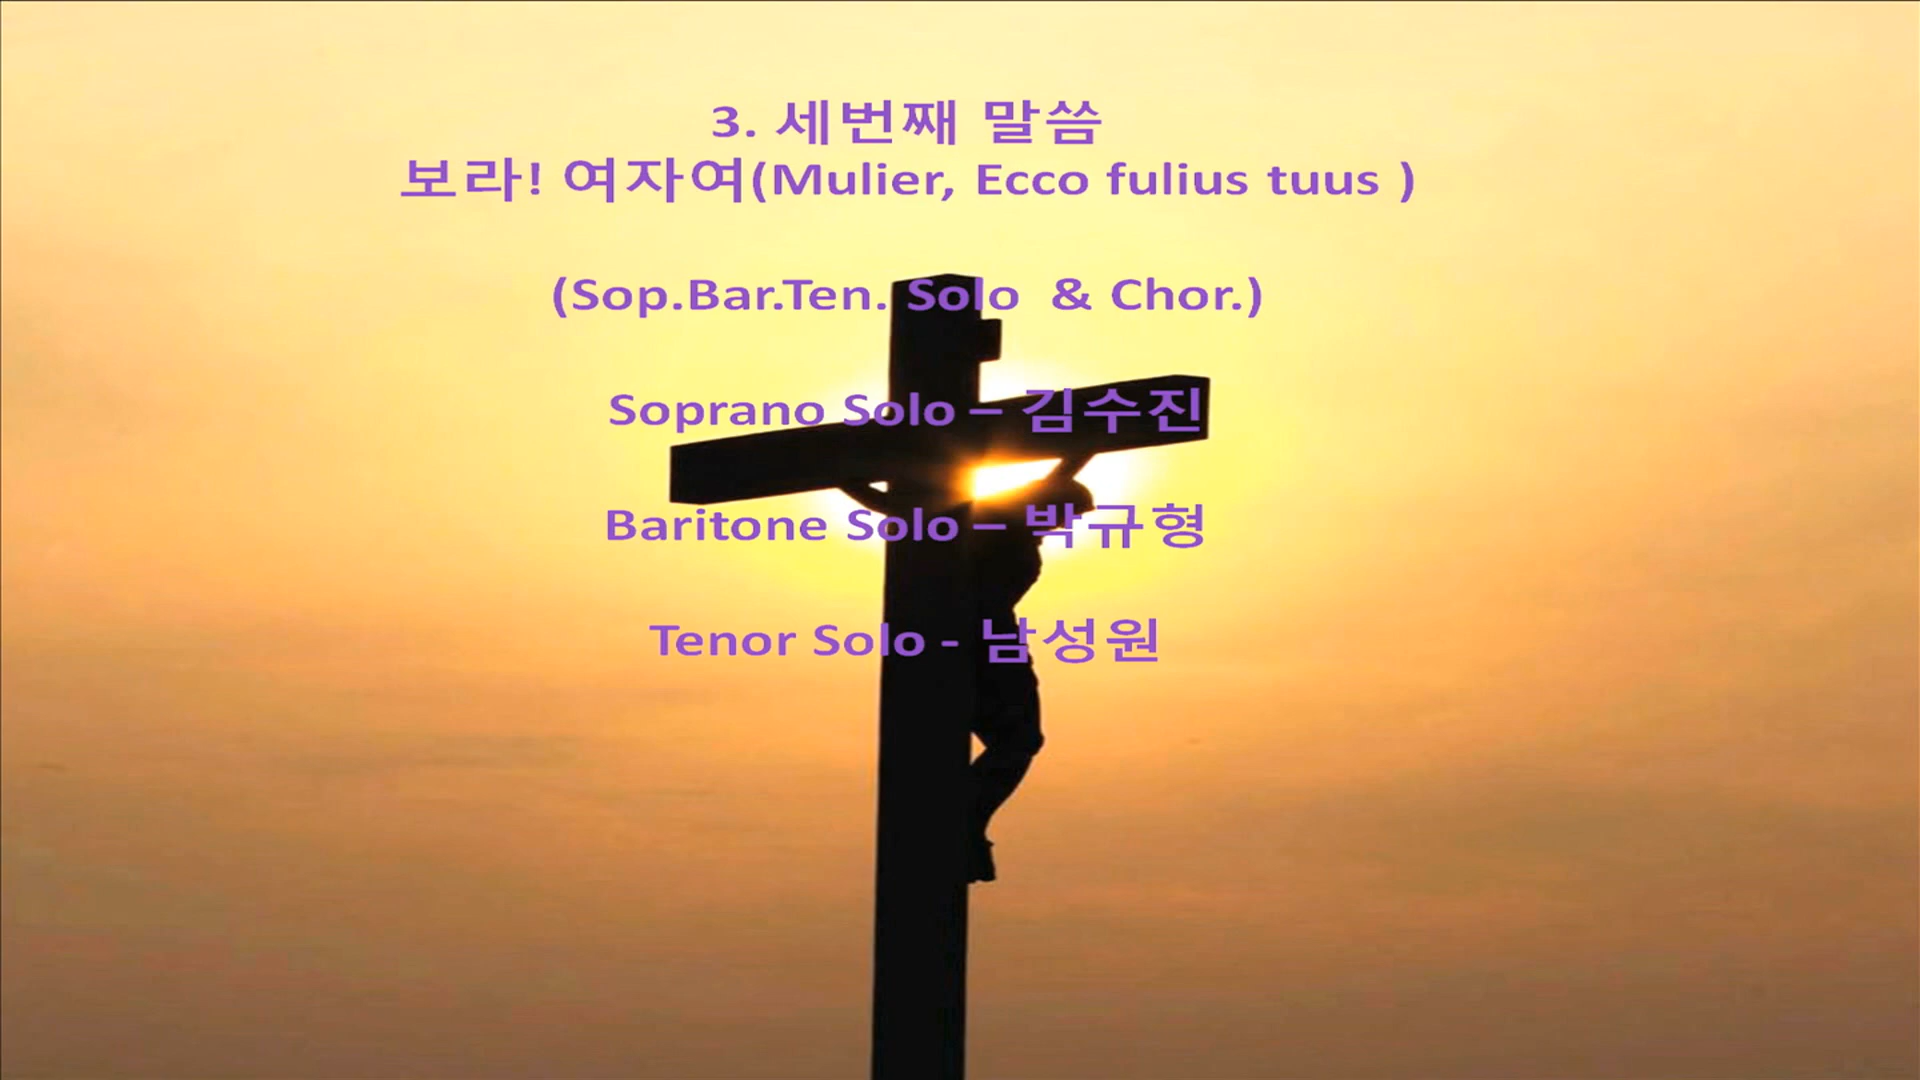 3. 세번째 말씀
보라! 여자여(Mulier, Ecco fulius tuus )
(Sop.Bar.Ten. Solo  & Chor.)
Soprano Solo – 김수진
Baritone Solo – 박규형
Tenor Solo - 남성원